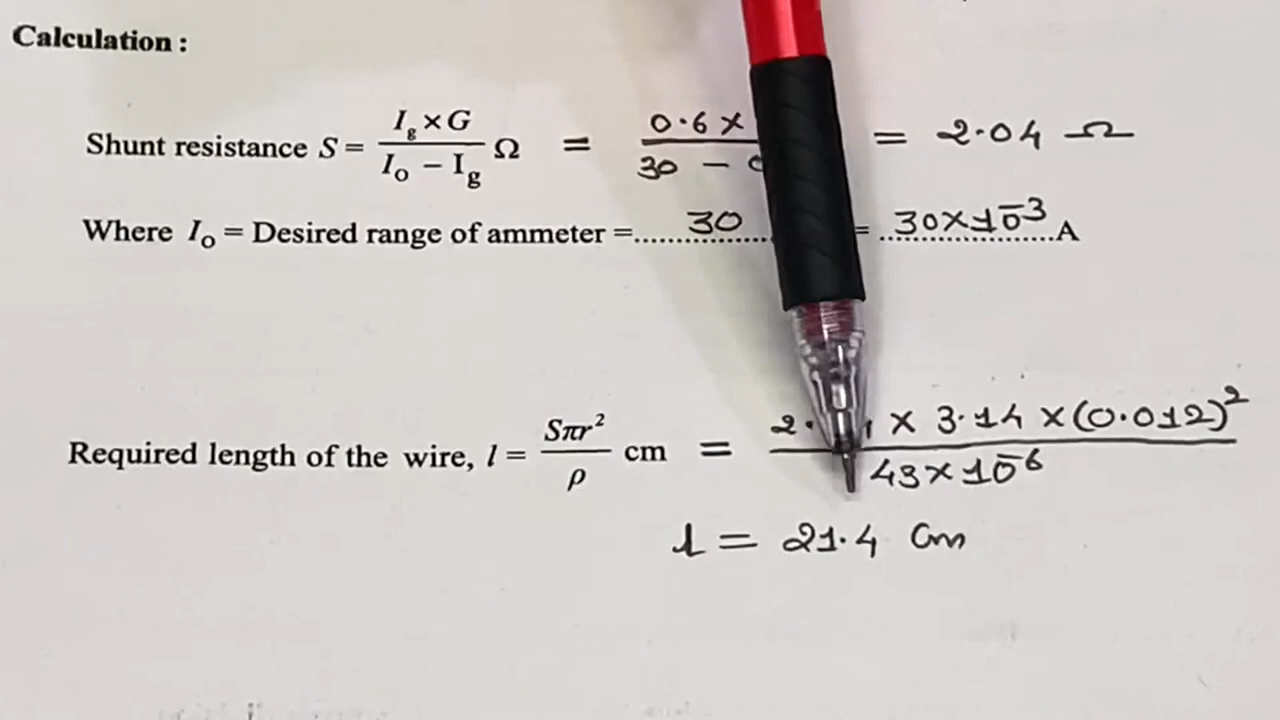 Calculation :
Shunt resistance S = I_g × G / I_o − I_g Ω = 0.6 × / 30 − = 2.04 Ω
Where I_o = Desired range of ammeter =......30...... = ..30×10⁻³..A
Required length of the wire, l = Sπr² / ρ cm = 2. × 3.14 × (0.012)² / 43×10⁻⁶
l = 21.4 cm